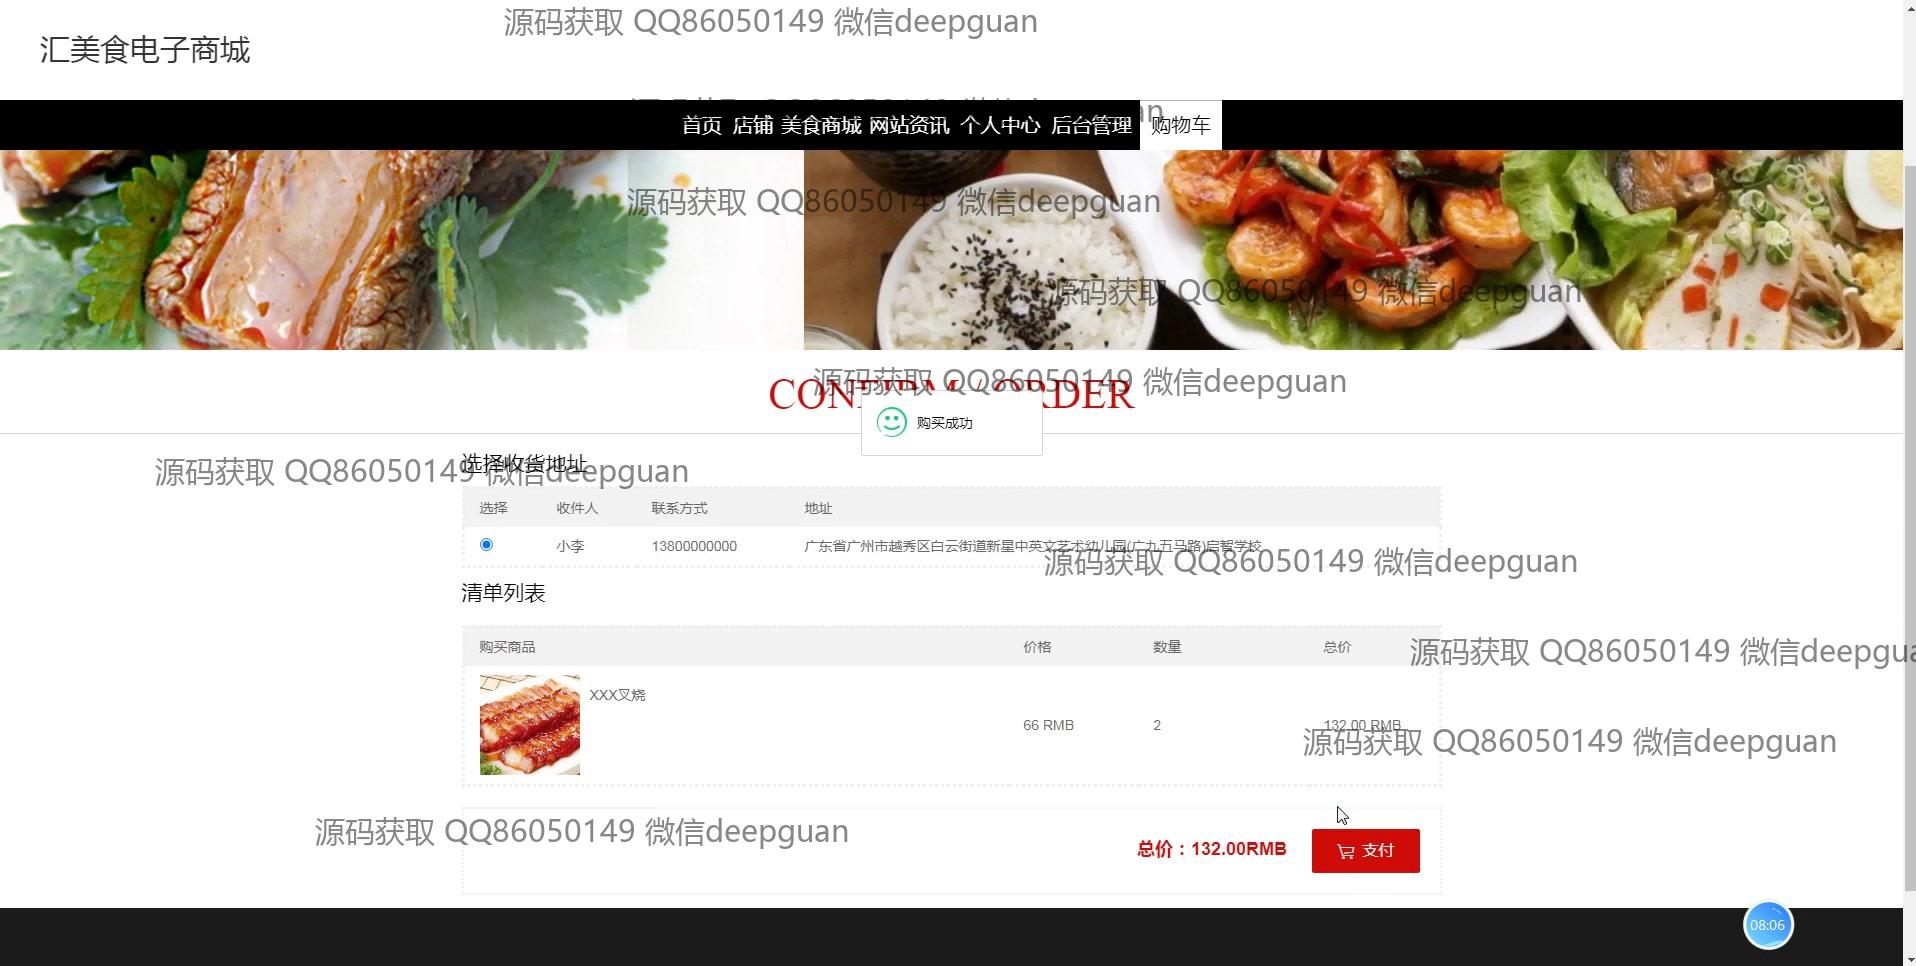 源码获取 QQ86050149 微信deepguan
汇美食电子商城
首页 店铺 美食商城 网站资讯 个人中心 后台管理 购物车
源码获取 QQ86050149 微信deepguan
源码获取 QQ86050149 微信deepguan
源码获取 QQ86050149 微信deepguan
CONFIRM / ORDER
购买成功
选择收货地址
源码获取 QQ86050149 微信deepguan
选择 收件人 联系方式 地址
小李 13800000000 广东省广州市越秀区白云街道新星中英文艺术幼儿园(广九五马路)启智学校
源码获取 QQ86050149 微信deepguan
清单列表
购买商品 价格 数量 总价
源码获取 QQ86050149 微信deepgua
XXX叉烧
66 RMB 2 132.00 RMB
源码获取 QQ86050149 微信deepguan
源码获取 QQ86050149 微信deepguan
总价：132.00RMB 支付
08:06